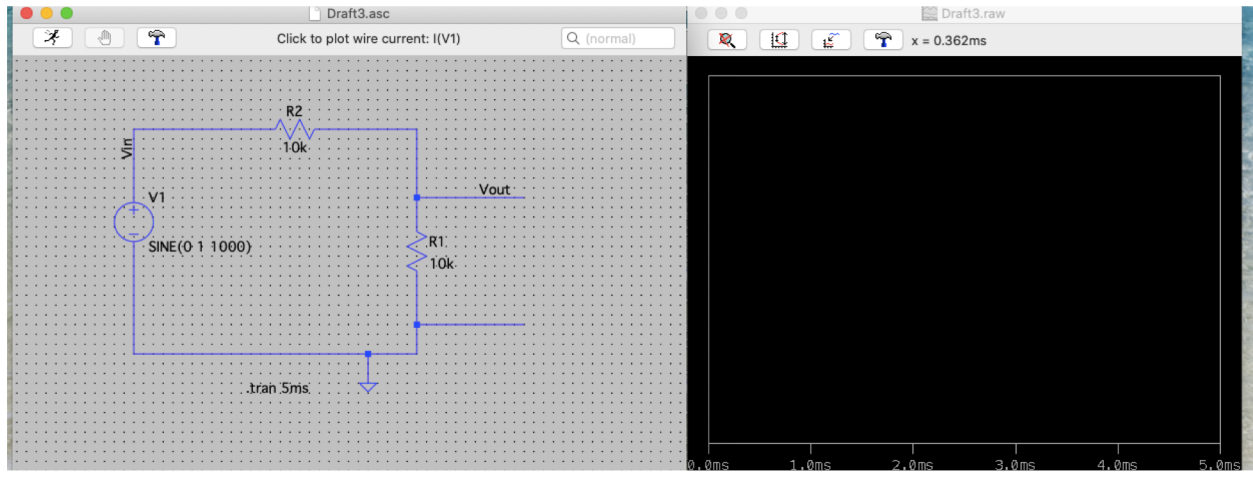 Draft3.asc
Click to plot wire current: I(V1)
(normal)
R2
10k
Vin
V1
SINE(0 1 1000)
Vout
R1
10k
.tran 5ms
Draft3.raw
x = 0.362ms
0.0ms 1.0ms 2.0ms 3.0ms 4.0ms 5.0ms